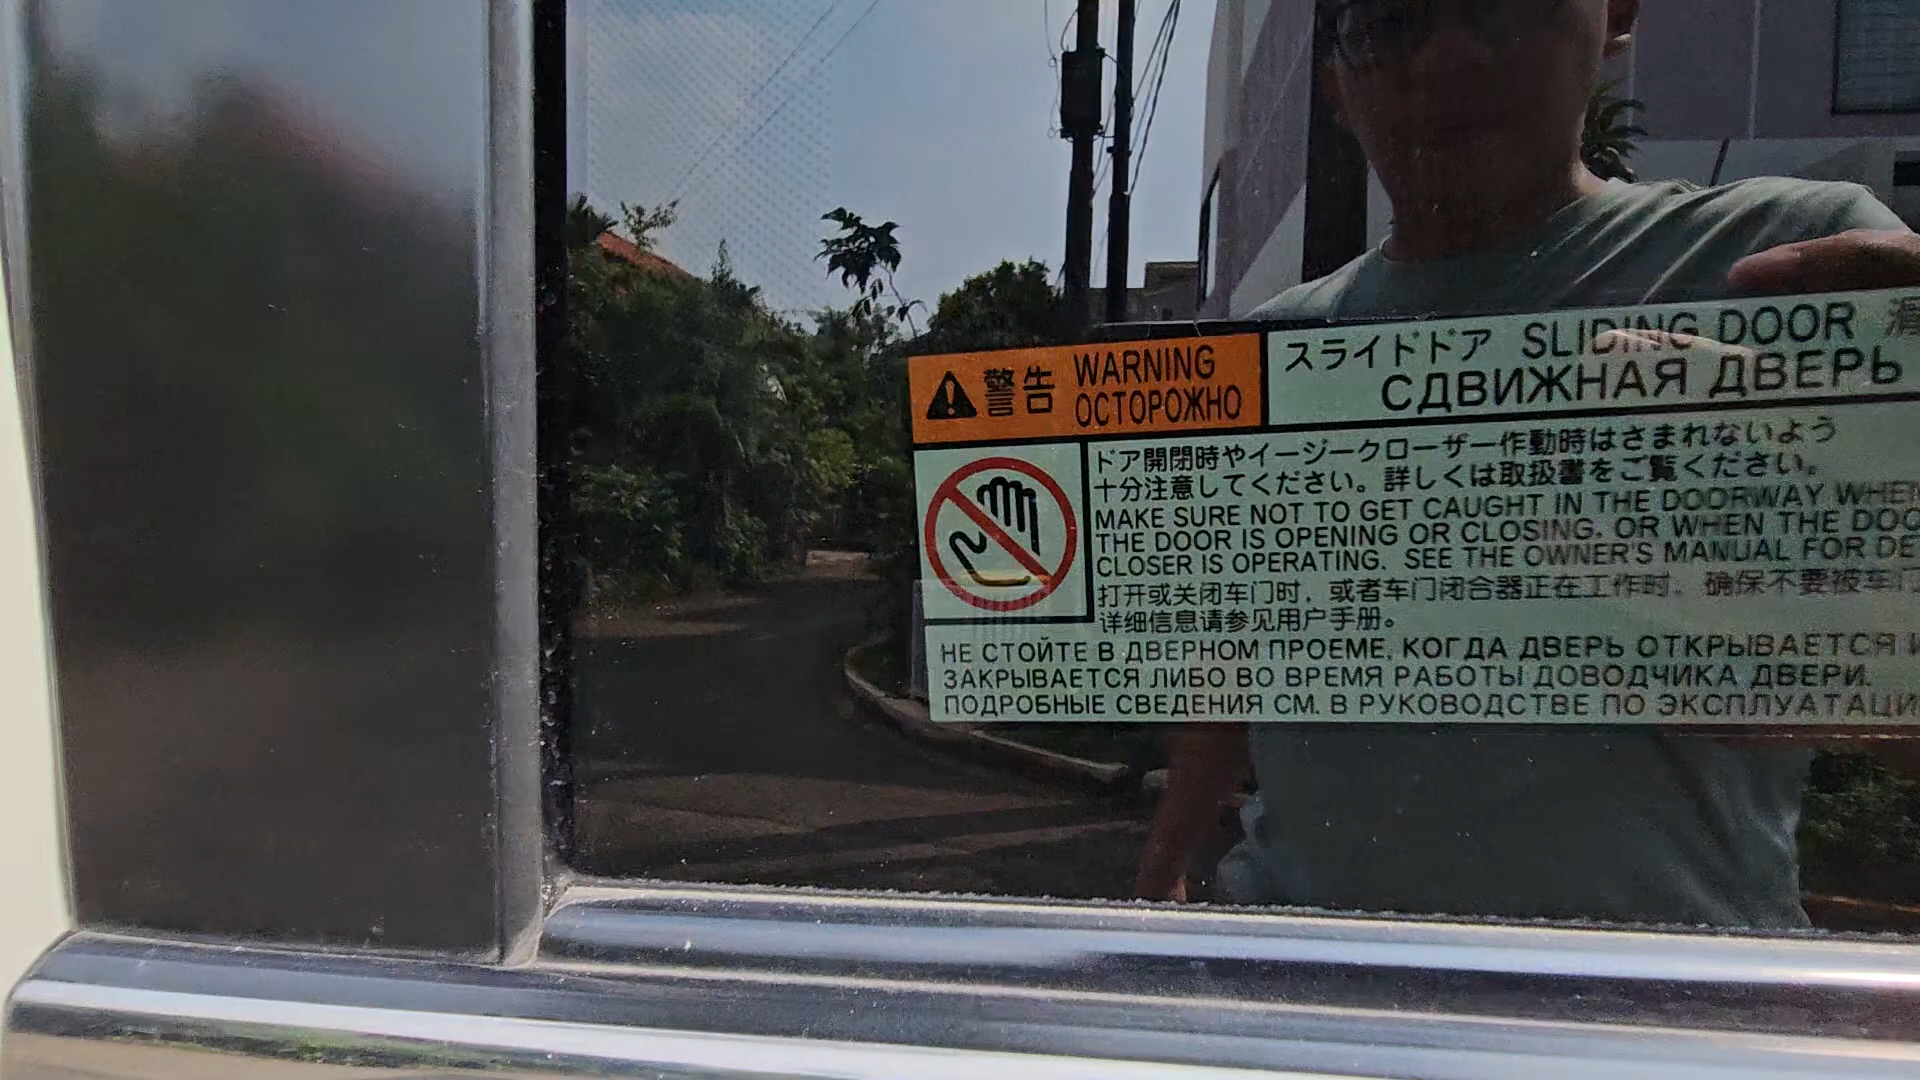 警告 WARNING
ОСТОРОЖНО
スライドドア SLIDING DOOR 滑
СДВИЖНАЯ ДВЕРЬ
ドア開閉時やイージークローザー作動時はさまれないよう
十分注意してください。詳しくは取扱書をご覧ください。
MAKE SURE NOT TO GET CAUGHT IN THE DOORWAY WHEN
THE DOOR IS OPENING OR CLOSING, OR WHEN THE DOO
CLOSER IS OPERATING. SEE THE OWNER'S MANUAL FOR DE
打开或关闭车门时，或者车门闭合器正在工作时，确保不要被车门
详细信息请参见用户手册。
НЕ СТОЙТЕ В ДВЕРНОМ ПРОЕМЕ, КОГДА ДВЕРЬ ОТКРЫВАЕТСЯ И
ЗАКРЫВАЕТСЯ ЛИБО ВО ВРЕМЯ РАБОТЫ ДОВОДЧИКА ДВЕРИ.
ПОДРОБНЫЕ СВЕДЕНИЯ СМ. В РУКОВОДСТВЕ ПО ЭКСПЛУАТАЦИ